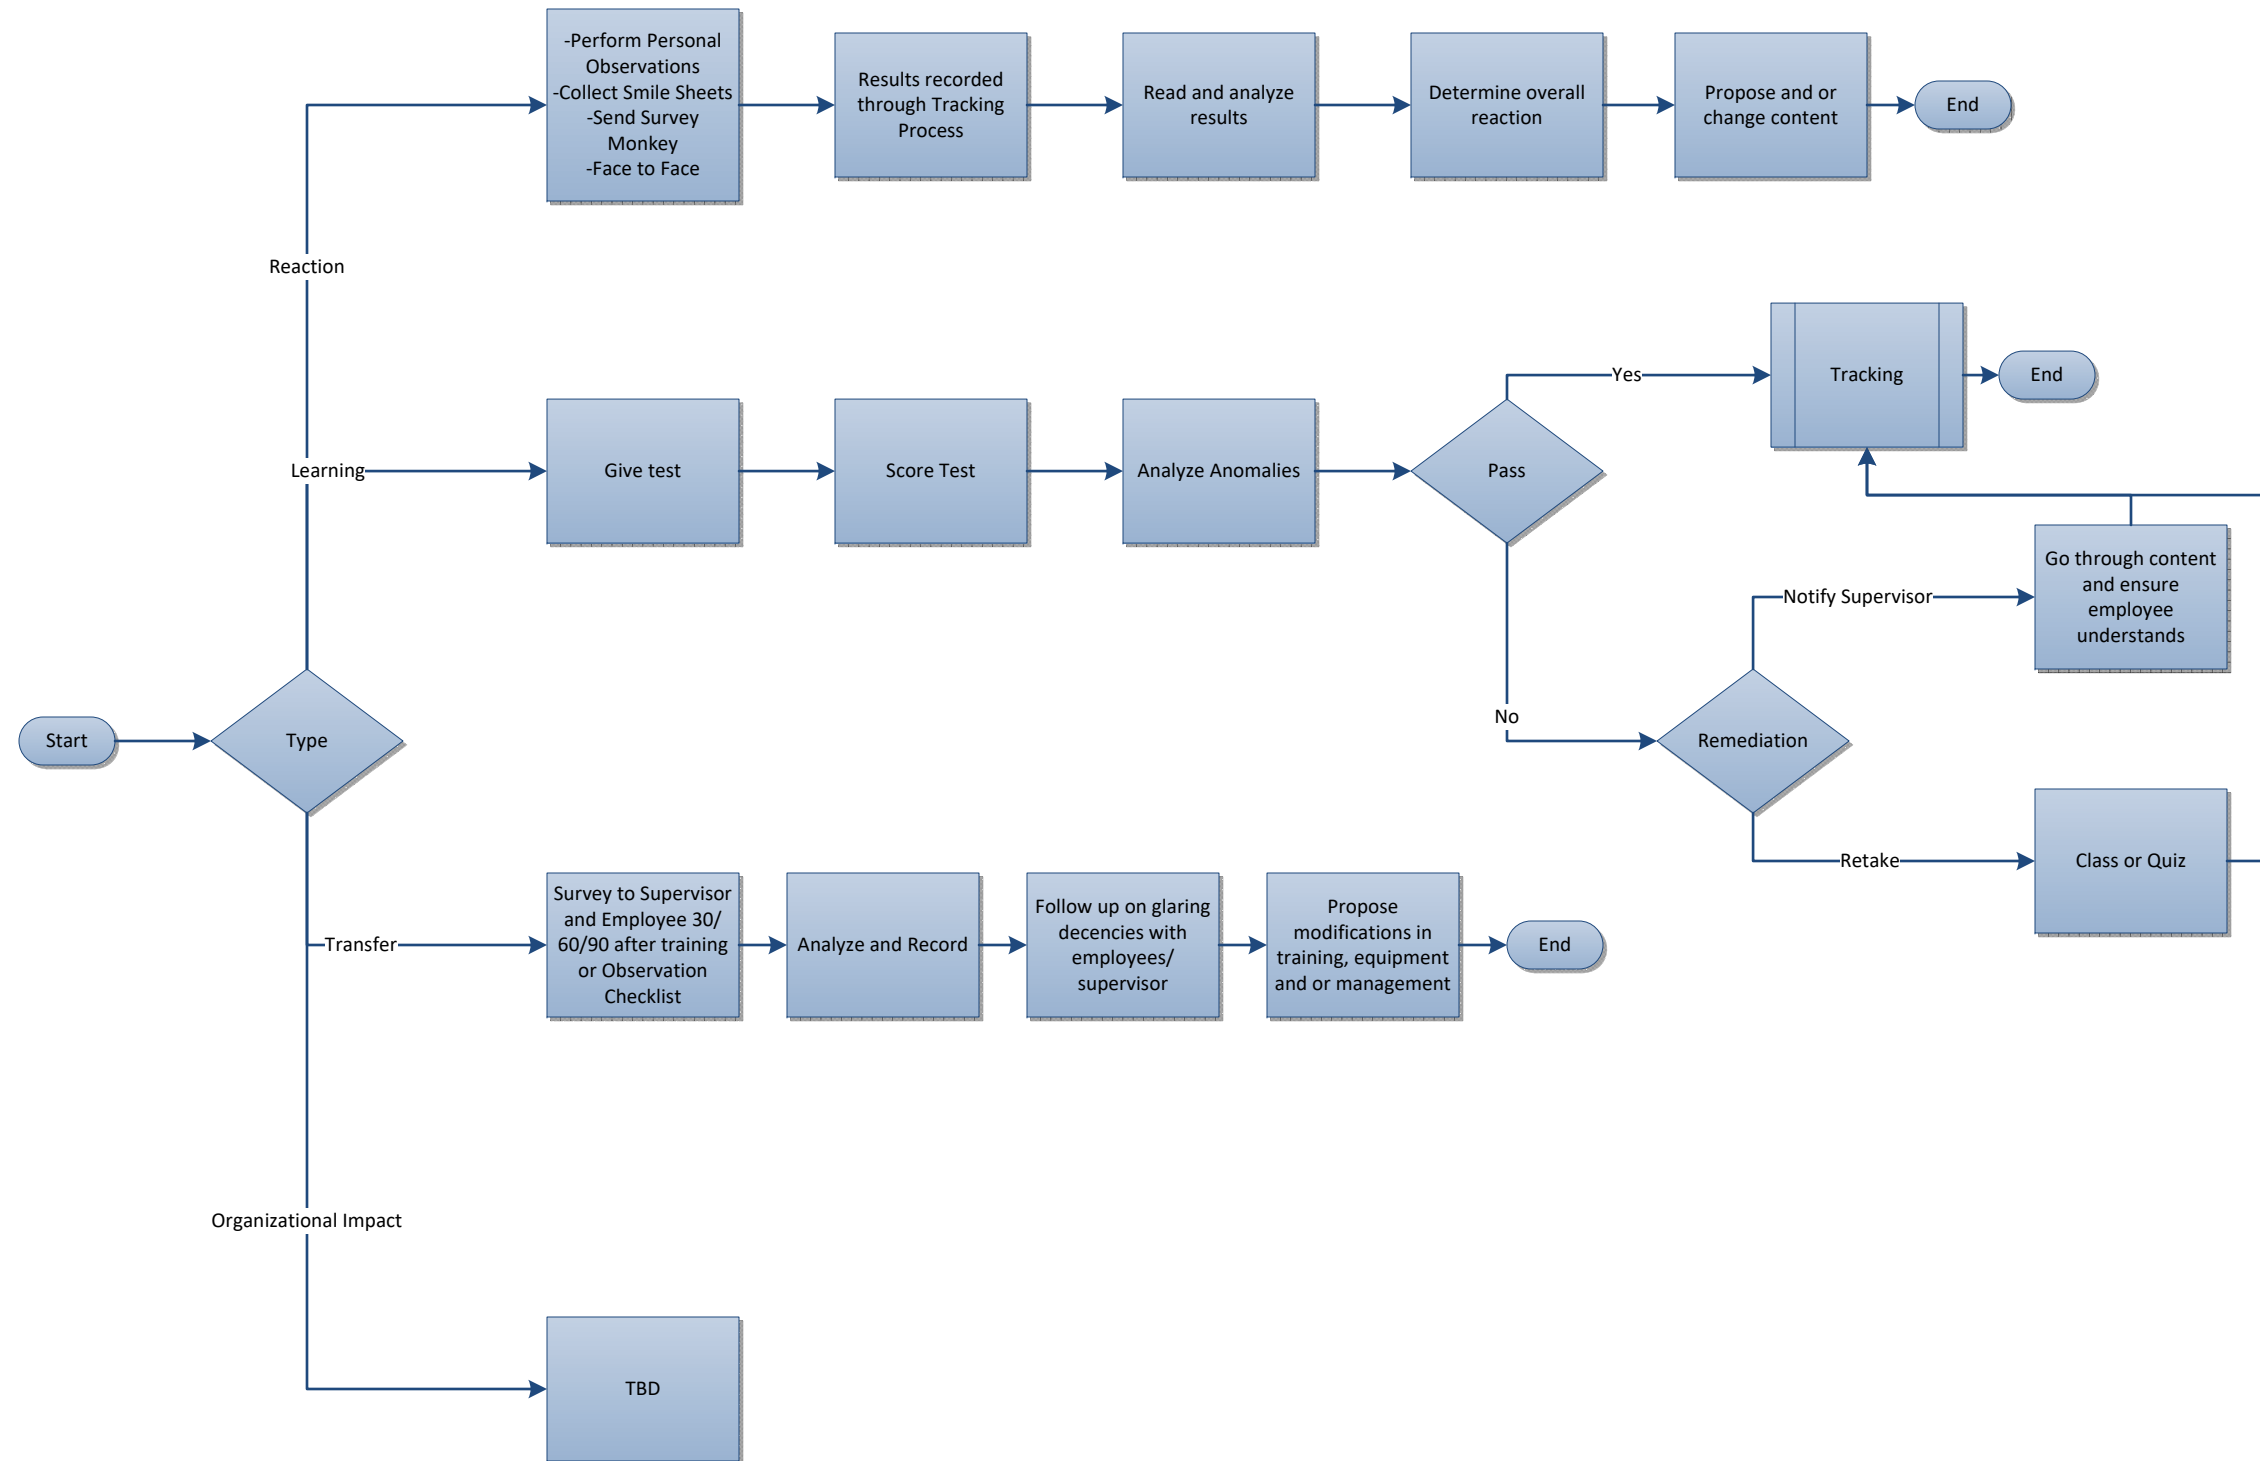 -Perform Personal
Observations
-Collect Smile Sheets
-Send Survey
Monkey
-Face to Face
Results recorded
through Tracking
Process
Read and analyze
results
Determine overall
reaction
Propose and or
change content
End
Reaction
Learning
Give test
Score Test
Analyze Anomalies
Pass
Yes
Tracking
End
Notify Supervisor
Go through content
and ensure
employee
understands
No
Start
Type
Remediation
Retake
Class or Quiz
Transfer
Survey to Supervisor
and Employee 30/
60/90 after training
or Observation
Checklist
Analyze and Record
Follow up on glaring
decencies with
employees/
supervisor
Propose
modifications in
training, equipment
and or management
End
Organizational Impact
TBD